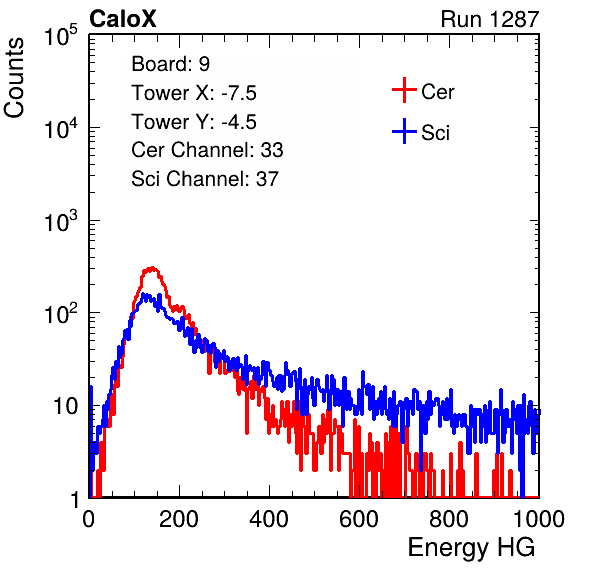 CaloX Run 1287
Counts
Board: 9
Tower X: -7.5
Tower Y: -4.5
Cer Channel: 33
Sci Channel: 37
Cer
Sci
10^5
10^4
10^3
10^2
10
1
0 200 400 600 800 1000
Energy HG